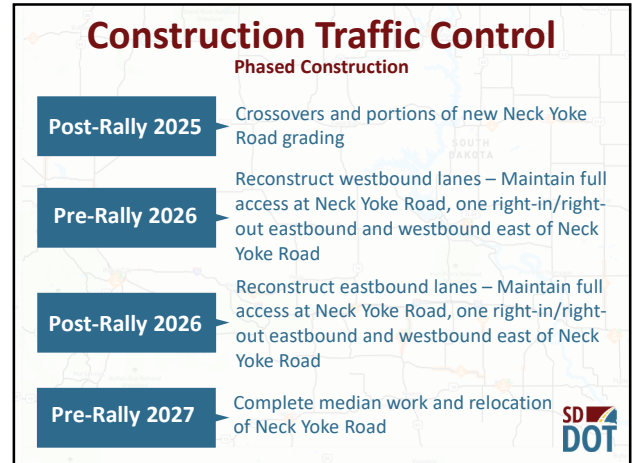 Construction Traffic Control
Phased Construction
Post-Rally 2025
Crossovers and portions of new Neck Yoke
Road grading
Pre-Rally 2026
Reconstruct westbound lanes – Maintain full
access at Neck Yoke Road, one right-in/right-
out eastbound and westbound east of Neck
Yoke Road
Post-Rally 2026
Reconstruct eastbound lanes – Maintain full
access at Neck Yoke Road, one right-in/right-
out eastbound and westbound east of Neck
Yoke Road
Pre-Rally 2027
Complete median work and relocation
of Neck Yoke Road
SD
DOT
SOUTH
DAKOTA